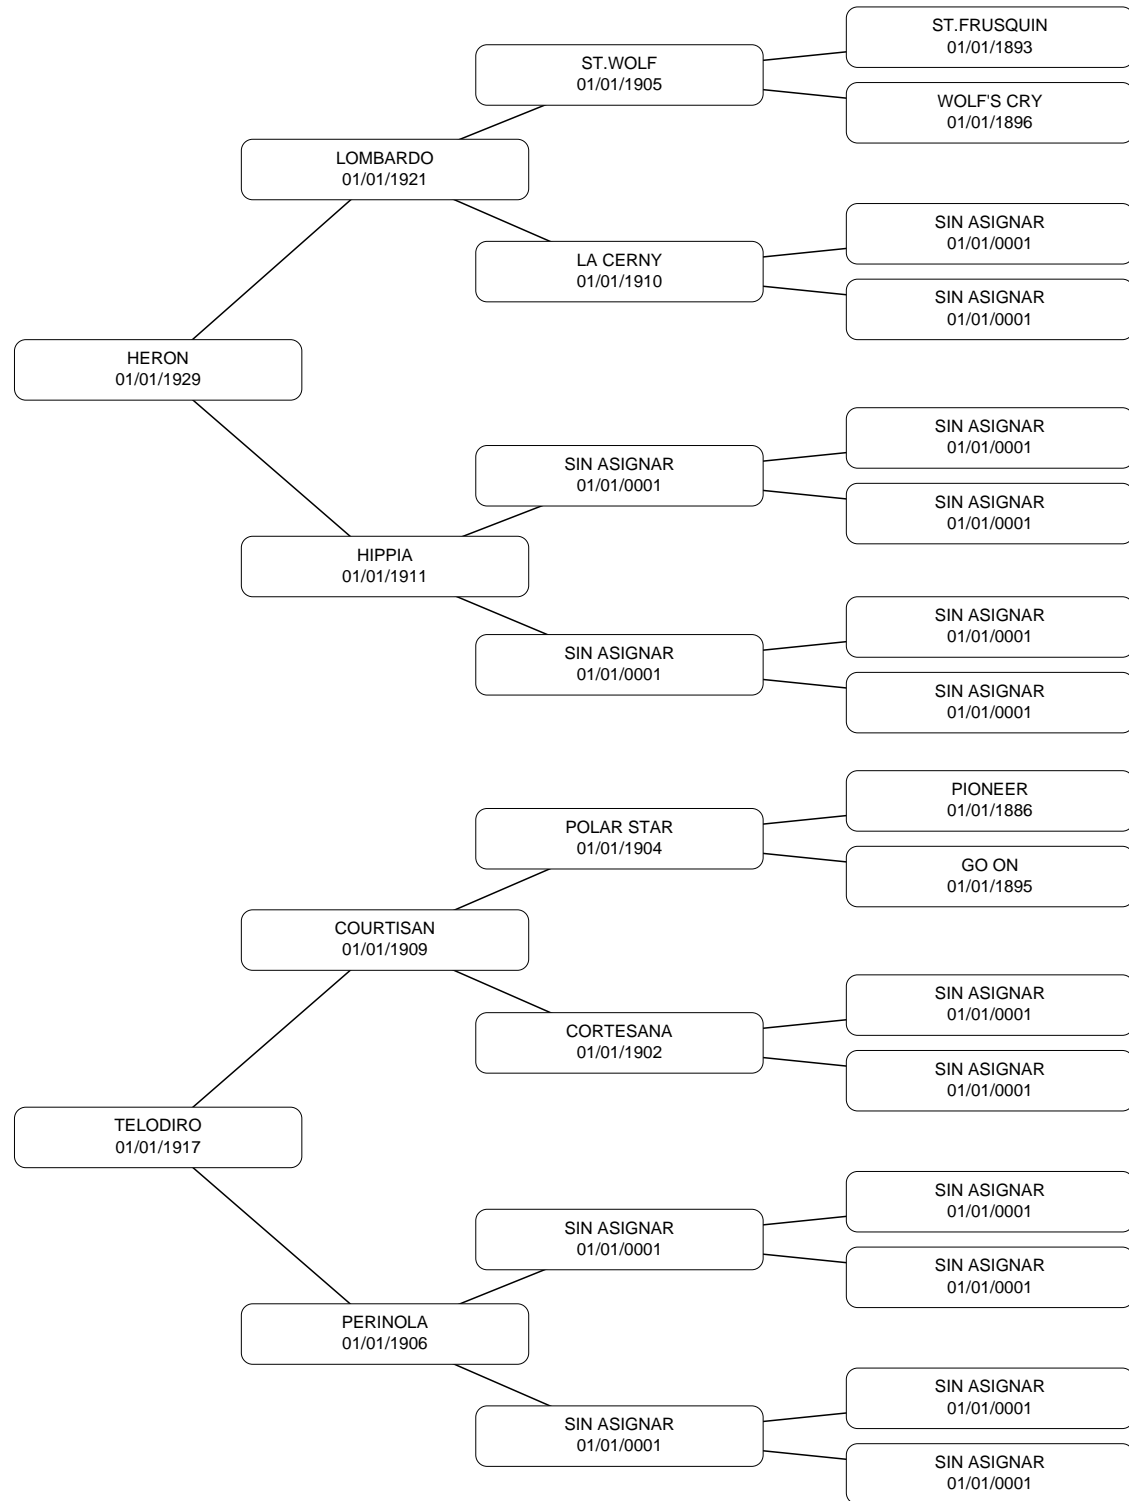 ST.FRUSQUIN
01/01/1893
ST.WOLF
01/01/1905
WOLF'S CRY
01/01/1896
LOMBARDO
01/01/1921
SIN ASIGNAR
01/01/0001
LA CERNY
01/01/1910
SIN ASIGNAR
01/01/0001
HERON
01/01/1929
SIN ASIGNAR
01/01/0001
SIN ASIGNAR
01/01/0001
SIN ASIGNAR
01/01/0001
HIPPIA
01/01/1911
SIN ASIGNAR
01/01/0001
SIN ASIGNAR
01/01/0001
SIN ASIGNAR
01/01/0001
PIONEER
01/01/1886
POLAR STAR
01/01/1904
GO ON
01/01/1895
COURTISAN
01/01/1909
SIN ASIGNAR
01/01/0001
CORTESANA
01/01/1902
SIN ASIGNAR
01/01/0001
TELODIRO
01/01/1917
SIN ASIGNAR
01/01/0001
SIN ASIGNAR
01/01/0001
SIN ASIGNAR
01/01/0001
PERINOLA
01/01/1906
SIN ASIGNAR
01/01/0001
SIN ASIGNAR
01/01/0001
SIN ASIGNAR
01/01/0001